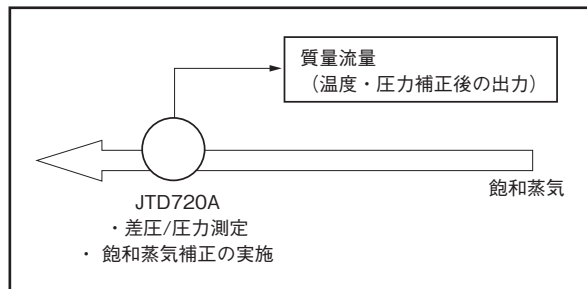 質量流量
（温度・圧力補正後の出力）
飽和蒸気
JTD720A
・差圧/圧力測定
・ 飽和蒸気補正の実施